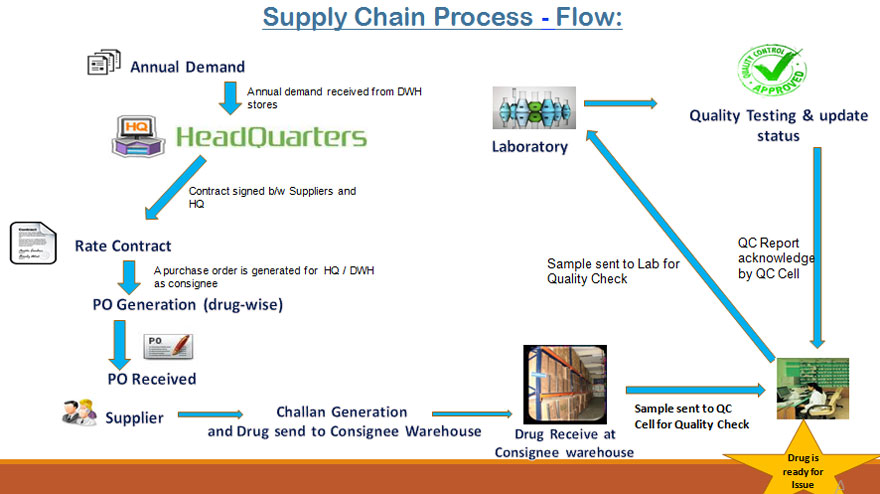 Supply Chain Process - Flow:
Annual Demand
Annual demand received from DWH
stores
HQ
HeadQuarters
Contract signed b/w Suppliers and
HQ
Contract
Rate Contract
A purchase order is generated for HQ / DWH
as consignee
PO Generation (drug-wise)
PO
PO Received
Supplier
Challan Generation
and Drug send to Consignee Warehouse
Drug Receive at
Consignee warehouse
Sample sent to QC
Cell for Quality Check
Sample sent to Lab for
Quality Check
Laboratory
QUALITY CONTROL
APPROVED
Quality Testing & update
status
QC Report
acknowledge
by QC Cell
Drug is
ready for
Issue